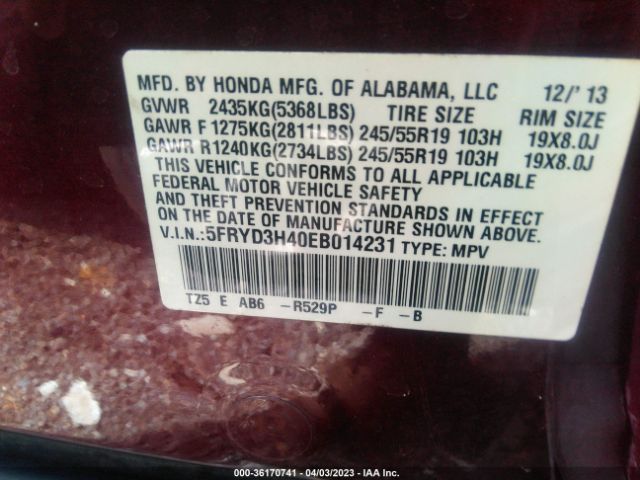 MFD. BY HONDA MFG. OF ALABAMA, LLC 12/'13
GVWR 2435KG(5368LBS) TIRE SIZE RIM SIZE
GAWR F1275KG(2811LBS) 245/55R19 103H 19X8.0J
GAWR R1240KG(2734LBS) 245/55R19 103H 19X8.0J
THIS VEHICLE CONFORMS TO ALL APPLICABLE
FEDERAL MOTOR VEHICLE SAFETY
AND THEFT PREVENTION STANDARDS IN EFFECT
ON THE DATE OF MANUFACTURE SHOWN ABOVE.
V.I.N.:5FRYD3H40EB014231 TYPE: MPV
TZ5 E AB6 -R529P -F -B
000-36170741 - 04/03/2023 - IAA Inc.